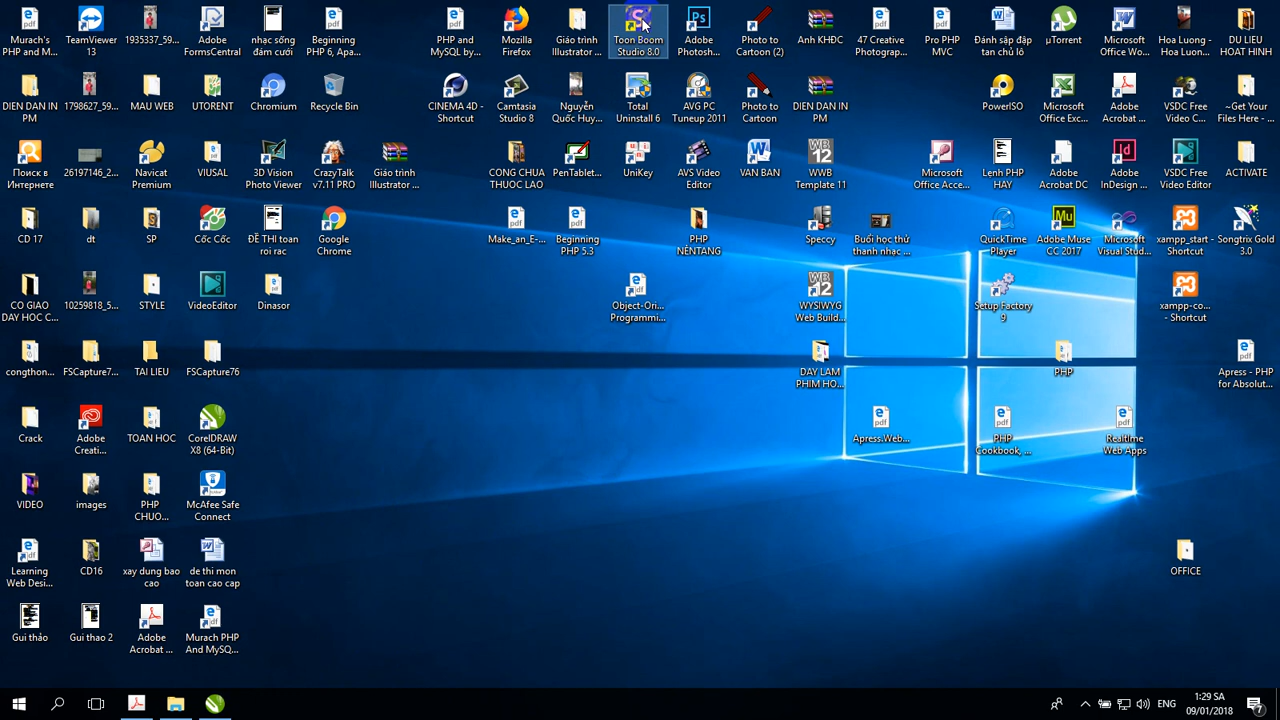 Murach's
PHP and M...
TeamViewer
13
1935337_59...
Adobe
FormsCentral
nhạc sống
đám cưới
Beginning
PHP 6, Apa...
PHP and
MySQL by...
Mozilla
Firefox
Giáo trình
Illustrator ...
Toon Boom
Studio 8.0
Adobe
Photosh...
Photo to
Cartoon (2)
Anh KHĐC
47 Creative
Photograp...
Pro PHP
MVC
Đánh sập đập
tan chủ lô
µTorrent
Microsoft
Office Wo...
Hoa Luong -
Hoa Luon...
DU LIEU
HOAT HINH
DIEN DAN IN
PM
1798627_59...
MAU WEB
UTORENT
Chromium
Recycle Bin
CINEMA 4D -
Shortcut
Camtasia
Studio 8
Nguyễn
Quốc Huy...
Total
Uninstall 6
AVG PC
Tuneup 2011
Photo to
Cartoon
DIEN DAN IN
PM
PowerISO
Microsoft
Office Exc...
Adobe
Acrobat ...
VSDC Free
Video C...
~Get Your
Files Here - ...
Поиск в
Интернете
26197146_2...
Navicat
Premium
VIUSAL
3D Vision
Photo Viewer
CrazyTalk
v7.11 PRO
Giáo trình
Illustrator ...
CONG CHUA
THUOC LAO
PenTablet...
UniKey
AVS Video
Editor
VAN BAN
WWB
Template 11
Microsoft
Office Acce...
Lenh PHP
HAY
Adobe
Acrobat DC
Adobe
InDesign ...
VSDC Free
Video Editor
ACTIVATE
CD 17
dt
SP
Cốc Cốc
ĐỀ THI toan
roi rac
Google
Chrome
Make_an_E-...
Beginning
PHP 5.3
PHP
NENTANG
Speccy
Buổi học thứ
thanh nhạc ...
QuickTime
Player
Adobe Muse
CC 2017
Microsoft
Visual Stud...
xampp_start -
Shortcut
Songtrix Gold
3.0
CO GIAO
DAY HOC C...
10259818_5...
STYLE
VideoEditor
Dinasor
Object-Ori...
Programmi...
WYSIWYG
Web Build...
Setup Factory
9
xampp-co...
- Shortcut
congthon...
FSCapture7...
TAI LIEU
FSCapture76
DAY LAM
PHIM HO...
PHP
Apress - PHP
for Absolut...
Crack
Adobe
Creati...
TOAN HOC
CorelDRAW
X8 (64-Bit)
Apress.Web...
PHP
Cookbook, ...
Realtime
Web Apps
VIDEO
images
PHP
CHUO...
McAfee Safe
Connect
Learning
Web Desi...
CD16
xay dung bao
cao
de thi mon
toan cao cap
OFFICE
Gui thảo
Gui thao 2
Adobe
Acrobat ...
Murach PHP
And MySQ...
ENG
1:29 SA
09/01/2018